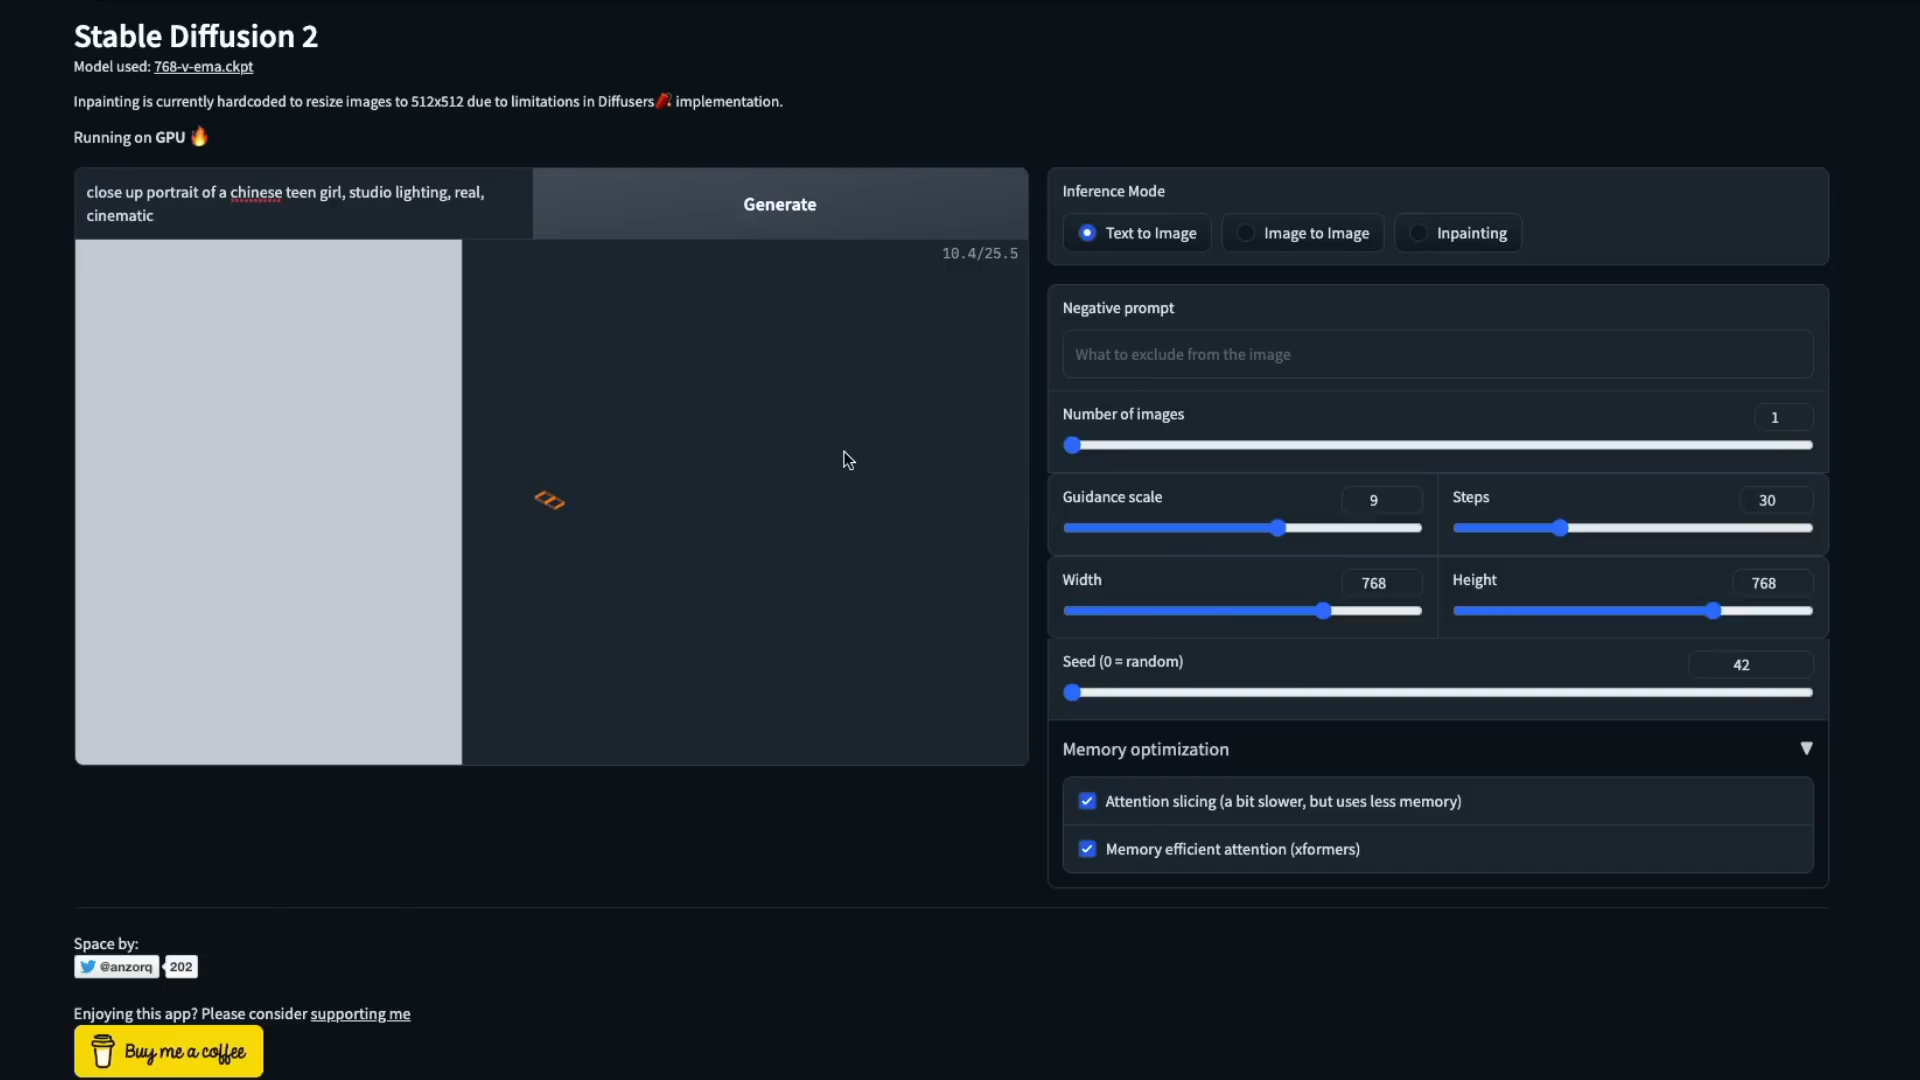 Stable Diffusion 2
Model used: 768-v-ema.ckpt
Inpainting is currently hardcoded to resize images to 512x512 due to limitations in Diffusers🧨 implementation.
Running on GPU 🔥
close up portrait of a chinese teen girl, studio lighting, real,
cinematic
Generate
10.4/25.5
Inference Mode
Text to Image
Image to Image
Inpainting
Negative prompt
What to exclude from the image
Number of images
1
Guidance scale
9
Steps
30
Width
768
Height
768
Seed (0 = random)
42
Memory optimization
▼
Attention slicing (a bit slower, but uses less memory)
Memory efficient attention (xformers)
Space by:
@anzorq
202
Enjoying this app? Please consider supporting me
Buy me a coffee